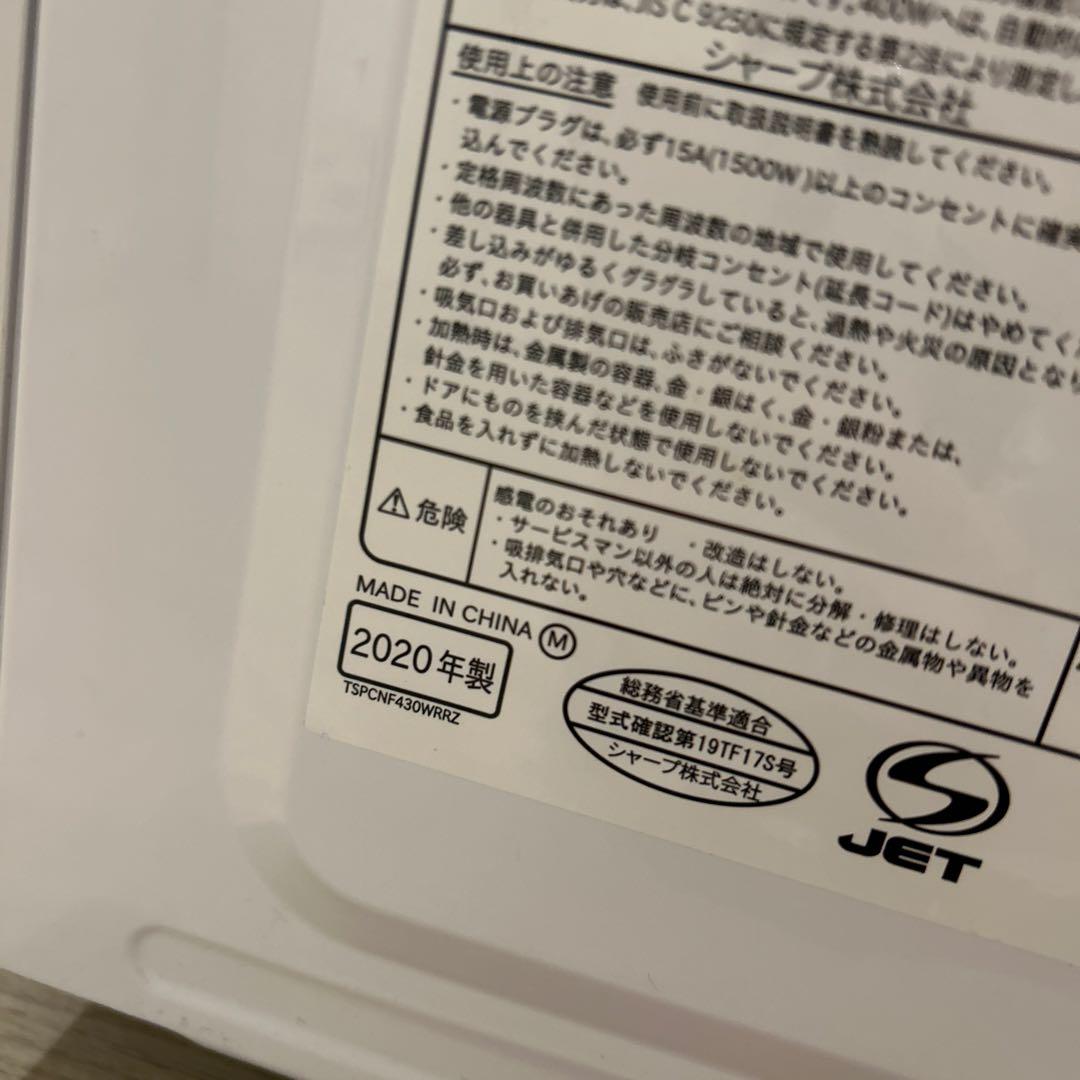 です。400Wへは、自動的に
は、JIS C 9250に規定する第2法により測定し
シャープ株式会社
使用上の注意 使用前に取扱説明書を熟読してください。
・電源プラグは、必ず15A(1500W)以上のコンセントに確実
込んでください。
・定格周波数にあった周波数の地域で使用してください。
・他の器具と併用した分岐コンセント(延長コード)はやめてくだ
・差し込みがゆるくグラグラしていると、過熱や火災の原因となり
必ず、お買いあげの販売店にご相談ください。
・吸気口および排気口は、ふさがないでください。
・加熱時は、金属製の容器、金・銀はく、金・銀粉または、
針金を用いた容器などを使用しないでください。
・ドアにものを挟んだ状態で使用しないでください。
・食品を入れずに加熱しないでください。
⚠危険
感電のおそれあり ・改造はしない。
・サービスマン以外の人は絶対に分解・修理はしない。
・吸排気口や穴などに、ピンや針金などの金属物や異物を
入れない。
MADE IN CHINA Ⓜ
2020年製
TSPCNF430WRRZ
総務省基準適合
型式確認第19TF17S号
シャープ株式会社
JET